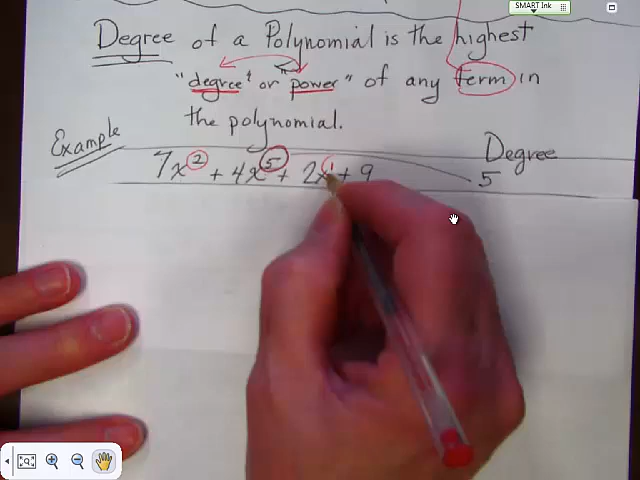 SMART Ink
Degree of a Polynomial is the highest
"degree" or power" of any term in
the polynomial.
Example
Degree
7x² + 4x⁵ + 2x¹ + 9
5